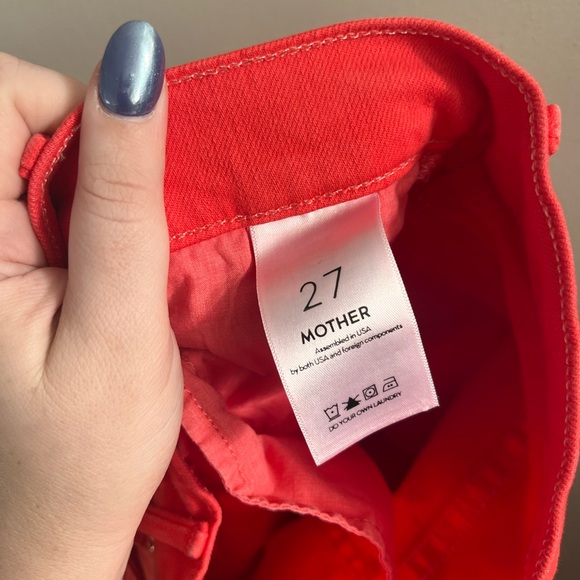 27
MOTHER
Assembled in USA
by both USA and foreign components
DO YOUR OWN LAUNDRY